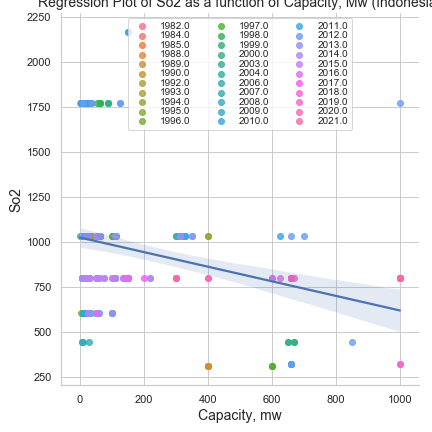 Regression Plot of So2 as a function of Capacity, Mw (Indonesia
2250
2000
1750
1500
1250
1000
750
500
250
So2
1982.0 1997.0 2011.0
1984.0 1998.0 2012.0
1985.0 1999.0 2013.0
1988.0 2000.0 2014.0
1989.0 2003.0 2015.0
1990.0 2004.0 2016.0
1992.0 2006.0 2017.0
1993.0 2007.0 2018.0
1994.0 2008.0 2019.0
1995.0 2009.0 2020.0
1996.0 2010.0 2021.0
0 200 400 600 800 1000
Capacity, mw